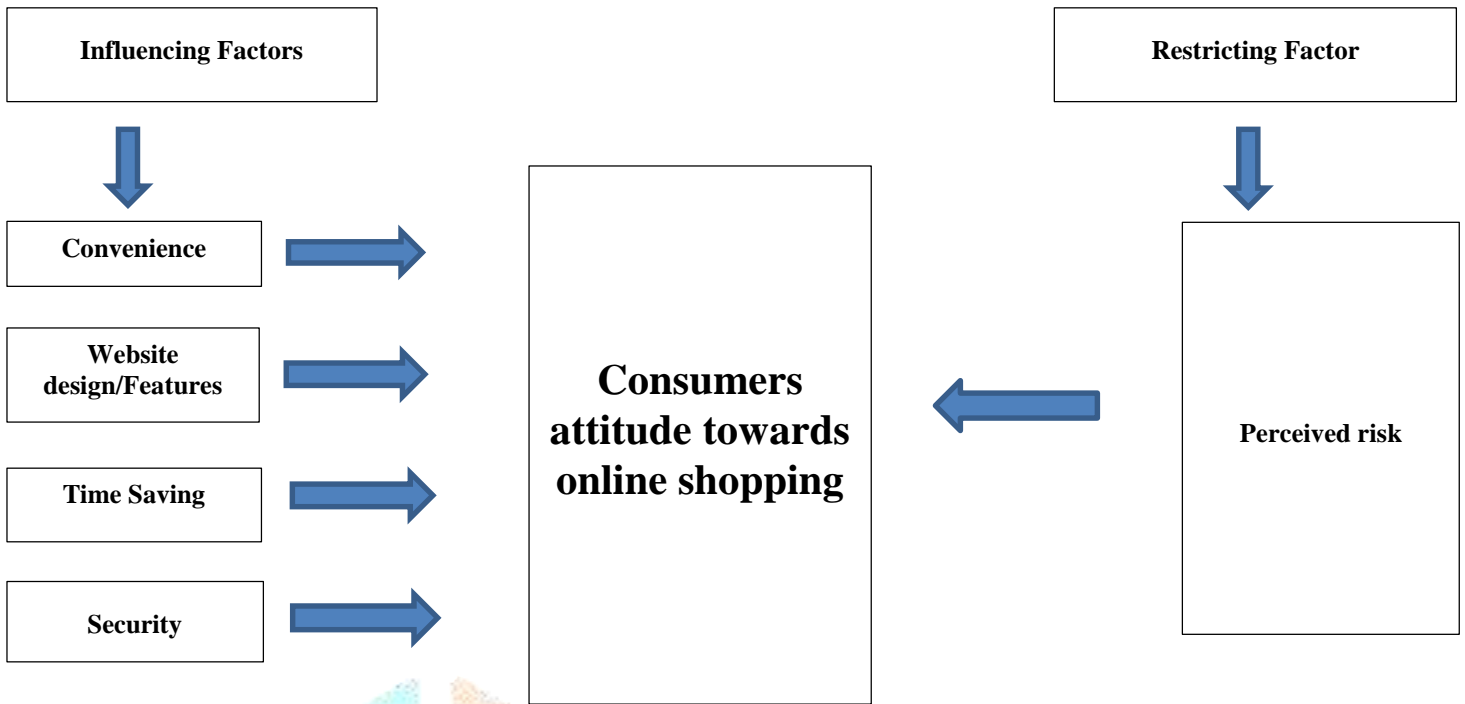 Influencing Factors
Restricting Factor
Convenience
Website
design/Features
Time Saving
Security
Consumers
attitude towards
online shopping
Perceived risk